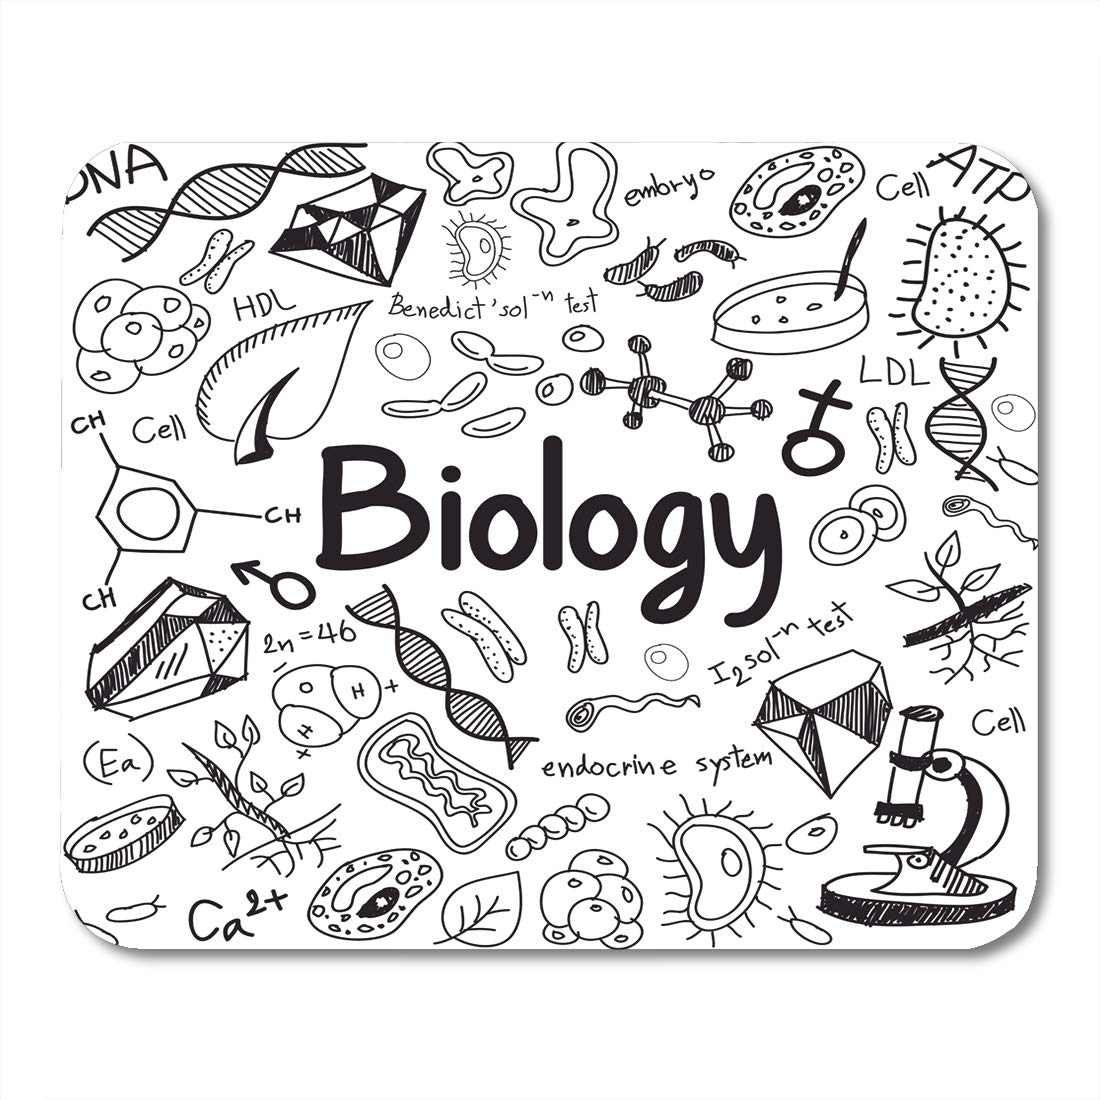 DNA
embryo
Cell
ATP
HDL
Benedict'sol⁻ⁿ test
LDL
CH
Cell
Biology
CH
CH
2n=46
I₂sol⁻ⁿ test
O
H
+
H
+
Cell
(Ea)
endocrine system
Ca²⁺